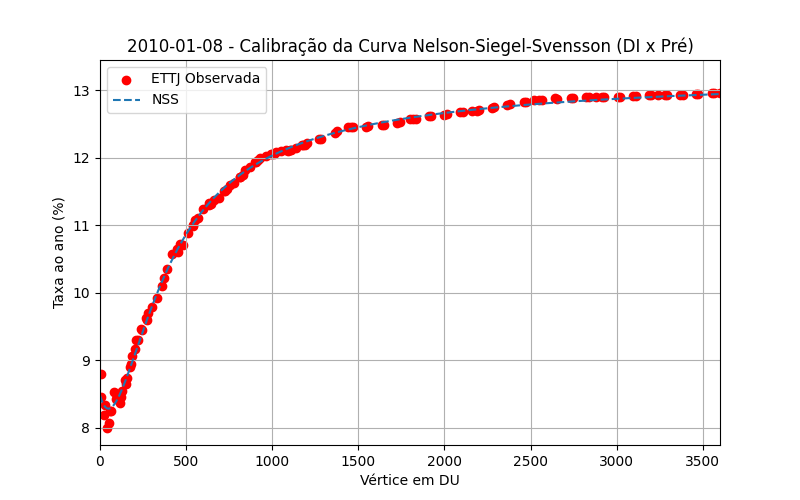 2010-01-08 - Calibração da Curva Nelson-Siegel-Svensson (DI x Pré)
ETTJ Observada
NSS
Taxa ao ano (%)
13
12
11
10
9
8
0 500 1000 1500 2000 2500 3000 3500
Vértice em DU